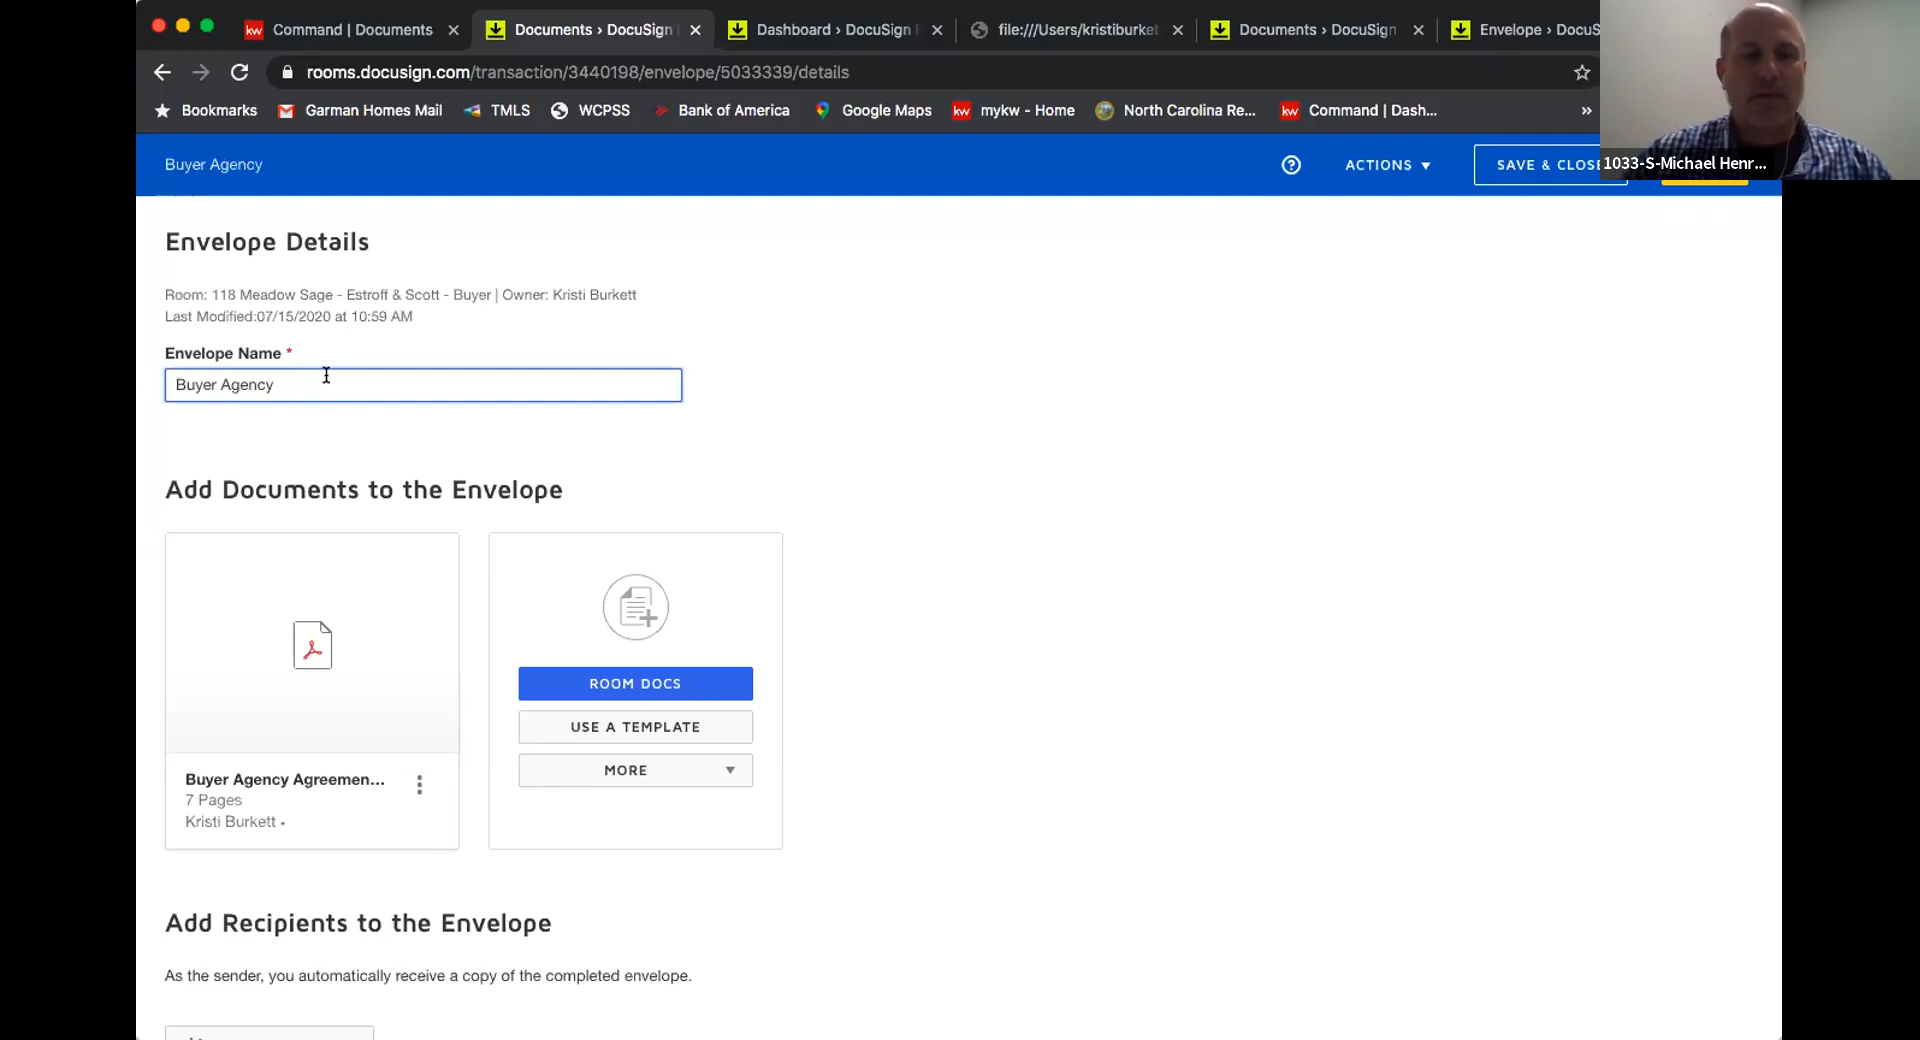 kw Command | Documents
Documents › DocuSign
Dashboard › DocuSign
file:///Users/kristiburket
Documents › DocuSign
Envelope › DocuS
rooms.docusign.com/transaction/3440198/envelope/5033339/details
Bookmarks Garman Homes Mail TMLS WCPSS Bank of America Google Maps kw mykw - Home North Carolina Re... kw Command | Dash... »
1033-S-Michael Henr...
Buyer Agency
? ACTIONS SAVE & CLOSE
Envelope Details
Room: 118 Meadow Sage - Estroff & Scott - Buyer | Owner: Kristi Burkett
Last Modified:07/15/2020 at 10:59 AM
Envelope Name *
Buyer Agency
Add Documents to the Envelope
ROOM DOCS
USE A TEMPLATE
MORE
Buyer Agency Agreemen...
7 Pages
Kristi Burkett •
Add Recipients to the Envelope
As the sender, you automatically receive a copy of the completed envelope.